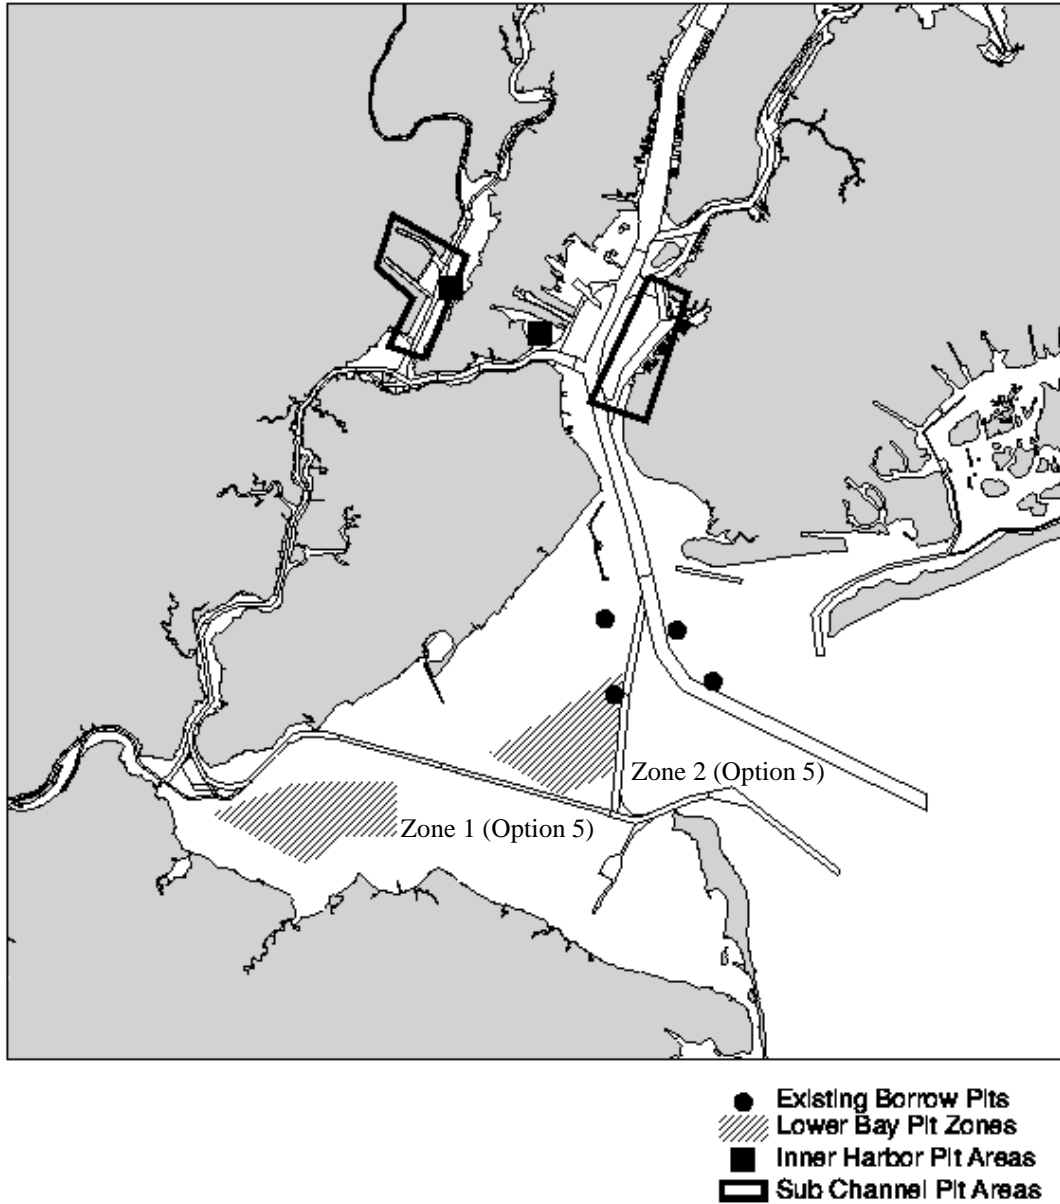 Zone 2 (Option 5)
Zone 1 (Option 5)
Existing Borrow Pits
Lower Bay Pit Zones
Inner Harbor Pit Areas
Sub Channel Pit Areas